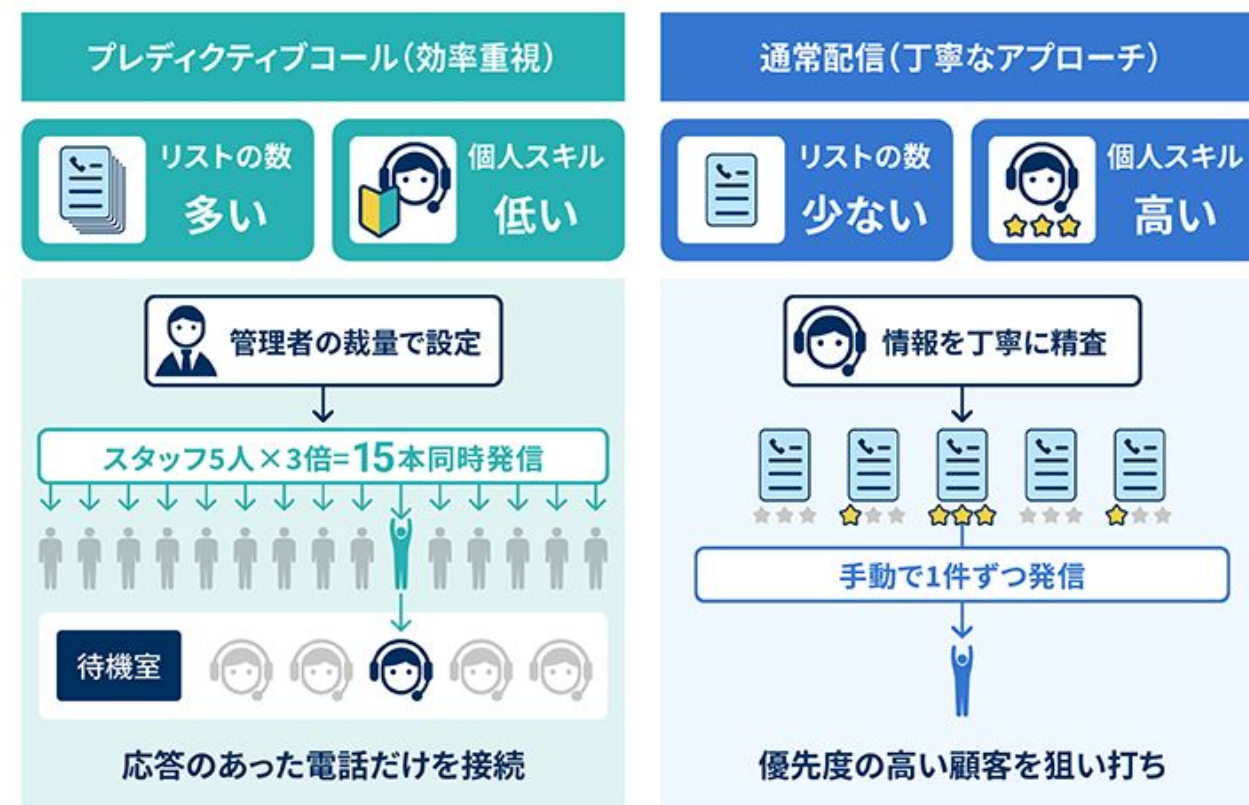 プレディクティブコール(効率重視)
リストの数
多い
個人スキル
低い
管理者の裁量で設定
スタッフ5人×3倍=15本同時発信
待機室
応答のあった電話だけを接続
通常配信(丁寧なアプローチ)
リストの数
少ない
個人スキル
高い
情報を丁寧に精査
手動で1件ずつ発信
優先度の高い顧客を狙い打ち